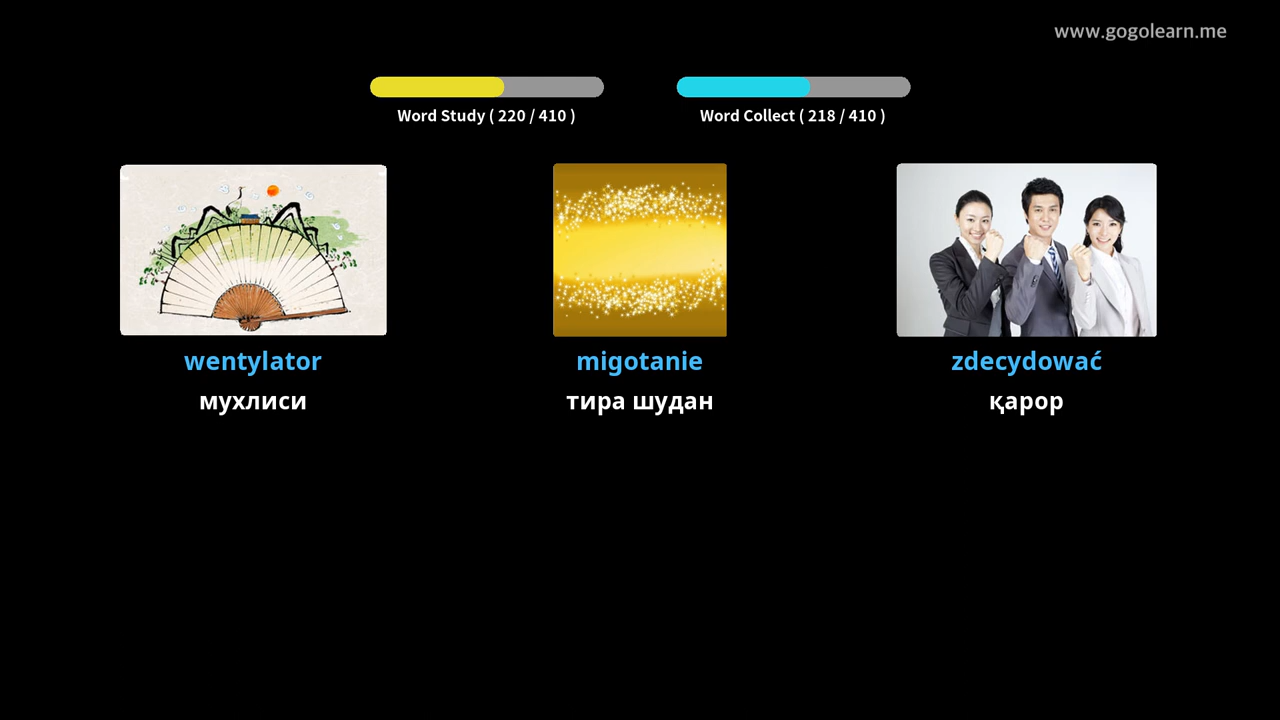 www.gogolearn.me
Word Study ( 220 / 410 )
Word Collect ( 218 / 410 )
wentylator
мухлиси
migotanie
тира шудан
zdecydować
қарор